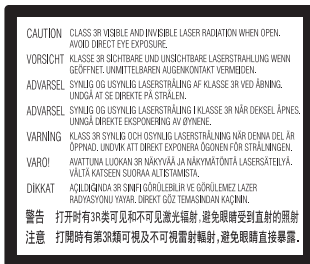 CAUTION CLASS 3R VISIBLE AND INVISIBLE LASER RADIATION WHEN OPEN.
AVOID DIRECT EYE EXPOSURE.
VORSICHT KLASSE 3R SICHTBARE UND UNSICHTBARE LASERSTRAHLUNG WENN
GEÖFFNET. UNMITTELBAREN AUGENKONTAKT VERMEIDEN.
ADVARSEL SYNLIG OG USYNLIG LASERSTRÅLING AF KLASSE 3R VED ÅBNING.
UNDGÅ AT SE DIREKTE PÅ STRÅLEN.
ADVARSEL SYNLIG OG USYNLIG LASERSTRÅLING I KLASSE 3R NÅR DEKSEL ÅPNES.
UNNGÅ DIREKTE EKSPONERING AV ØYNENE.
VARNING KLASS 3R SYNLIG OCH OSYNLIG LASERSTRÅLNING NÄR DENNA DEL ÄR
ÖPPNAD. UNDVIK ATT DIREKT EXPONERA ÖGONEN FÖR STRÅLNINGEN.
VARO! AVATTUNA LUOKAN 3R NÄKYVÄÄ JA NÄKYMÄTÖNTÄ LASERSÄTEILYÄ.
VÄLTÄ KATSEEN SUORAA ALTISTAMISTA.
DİKKAT AÇILDIĞINDA 3R SINIFI GÖRÜLEBİLİR VE GÖRÜLEMEZ LAZER
RADYASYONU YAYAR. DİREKT GÖZ TEMASINDAN KAÇININ.
警告 打开时有3R类可见和不可见激光辐射,避免眼睛受到直射的照射
注意 打開時有第3R類可視及不可視雷射輻射,避免眼睛直接暴露.